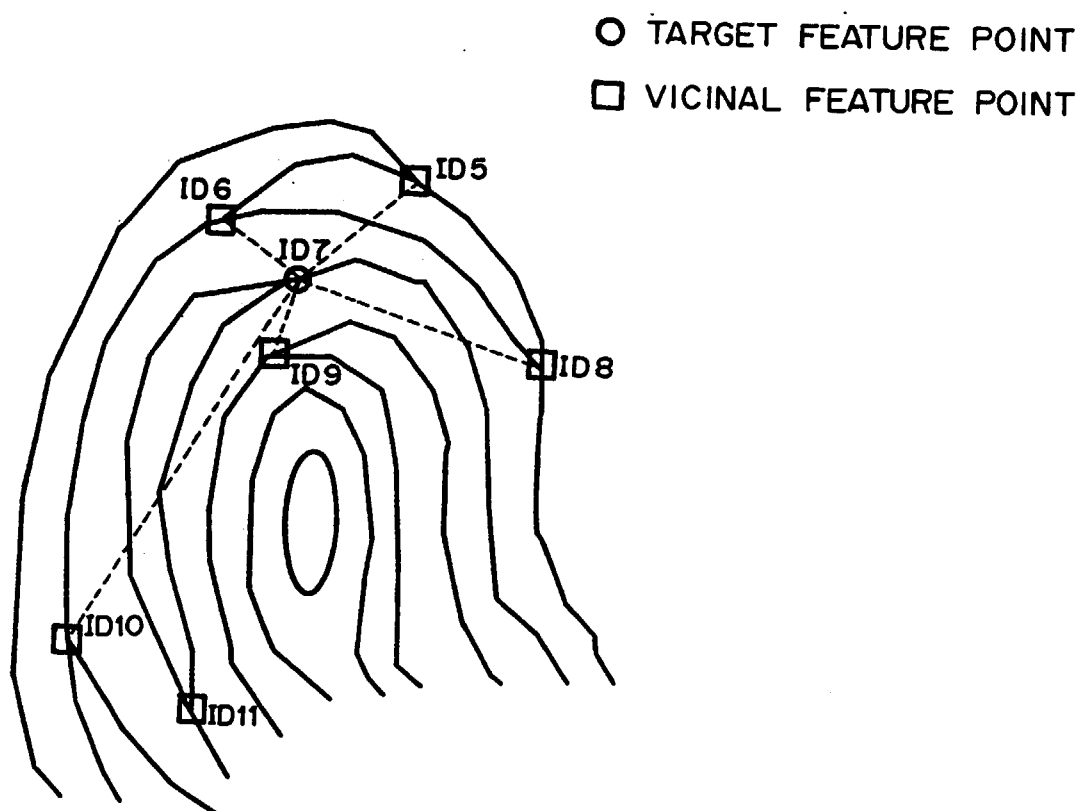 TARGET FEATURE POINT
VICINAL FEATURE POINT
ID5
ID6
ID7
ID8
ID9
ID10
ID11